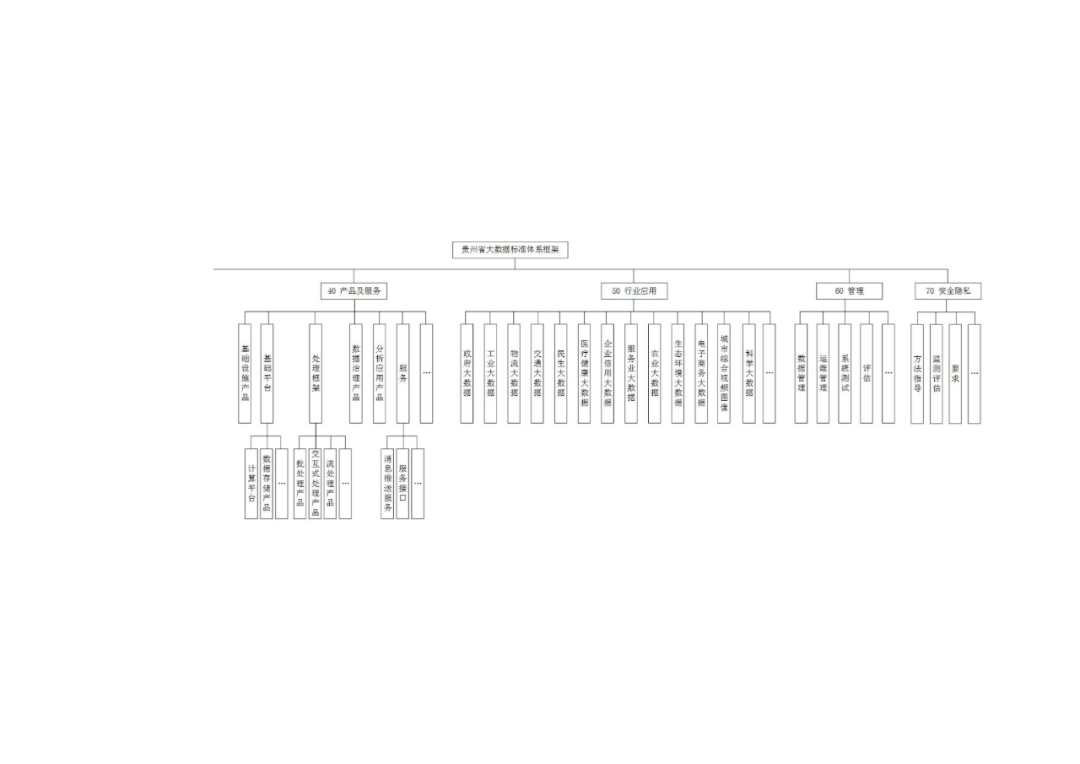 贵州省大数据标准体系框架
40 产品及服务
50 行业应用
60 管理
70 安全隐私
基础设施产品
基础平台
处理框架
数据治理产品
分析应用产品
服务
...
政府大数据
工业大数据
物流大数据
交通大数据
民生大数据
医疗健康大数据
企业信用大数据
服务业大数据
农业大数据
生态环境大数据
电子商务大数据
城市综合视频图像
科学大数据
...
数据管理
运维管理
系统测试
评估
...
方法指导
监测评估
要求
...
计算平台
数据存储产品
...
批处理产品
交互式处理产品
流处理产品
...
消息推送服务
服务接口
...